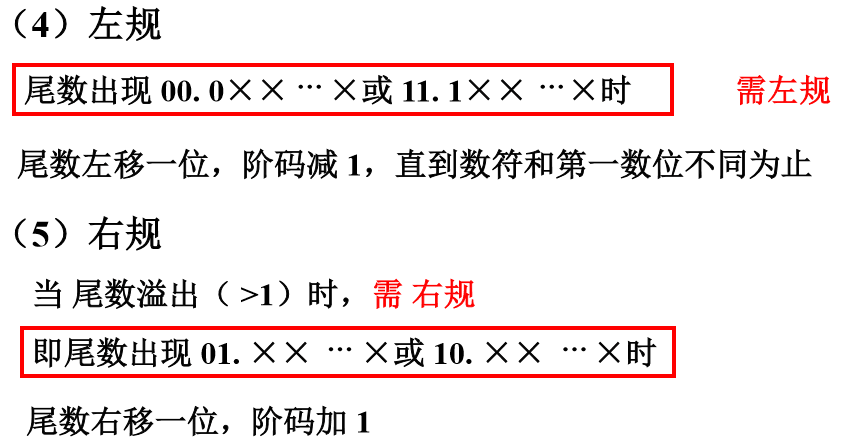 （4）左规
尾数出现 00. 0×× … ×或 11. 1×× … ×时 需左规
尾数左移一位，阶码减 1，直到数符和第一数位不同为止
（5）右规
当 尾数溢出（ >1）时，需 右规
即尾数出现 01. ×× … ×或 10. ×× … ×时
尾数右移一位，阶码加 1